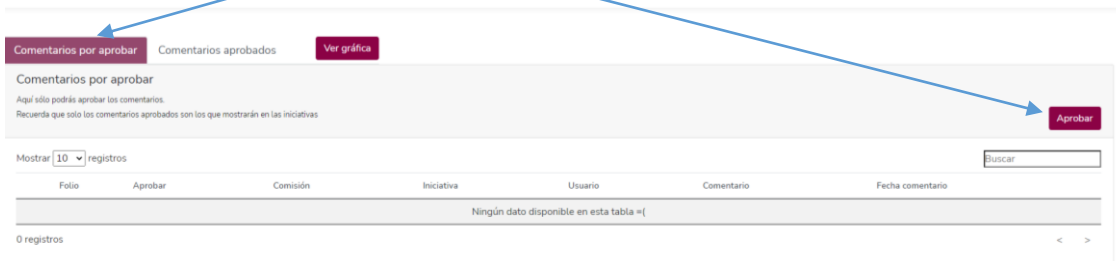 Comentarios por aprobar Comentarios aprobados Ver gráfica
Comentarios por aprobar
Aquí sólo podrás aprobar los comentarios.
Recuerda que solo los comentarios aprobados son los que mostrarán en las iniciativas
Aprobar
Mostrar 10 registros Buscar
Folio Aprobar Comisión Iniciativa Usuario Comentario Fecha comentario
Ningún dato disponible en esta tabla =(
0 registros < >